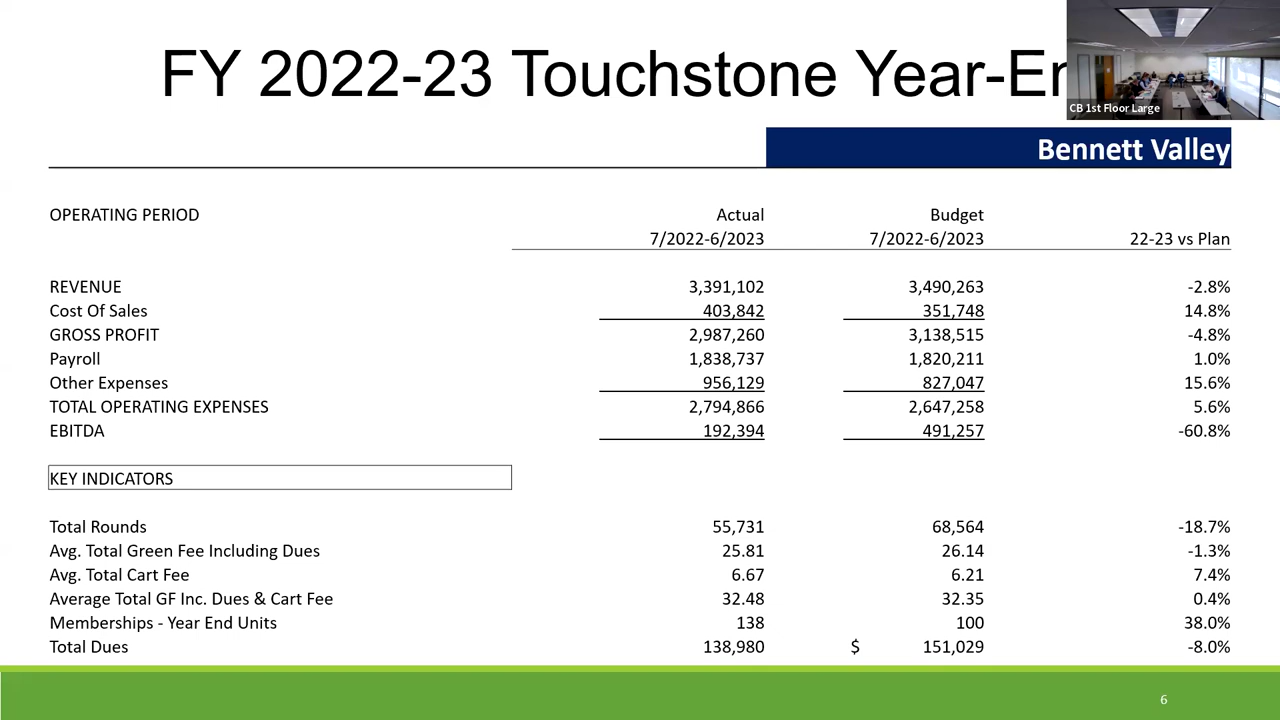 FY 2022-23 Touchstone
CB 1st Floor Large
Bennett Valley
OPERATING PERIOD Actual Budget
7/2022-6/2023 7/2022-6/2023 22-23 vs Plan
REVENUE 3,391,102 3,490,263 -2.8%
Cost Of Sales 403,842 351,748 14.8%
GROSS PROFIT 2,987,260 3,138,515 -4.8%
Payroll 1,838,737 1,820,211 1.0%
Other Expenses 956,129 827,047 15.6%
TOTAL OPERATING EXPENSES 2,794,866 2,647,258 5.6%
EBITDA 192,394 491,257 -60.8%
KEY INDICATORS
Total Rounds 55,731 68,564 -18.7%
Avg. Total Green Fee Including Dues 25.81 26.14 -1.3%
Avg. Total Cart Fee 6.67 6.21 7.4%
Average Total GF Inc. Dues & Cart Fee 32.48 32.35 0.4%
Memberships - Year End Units 138 100 38.0%
Total Dues 138,980 $ 151,029 -8.0%
6